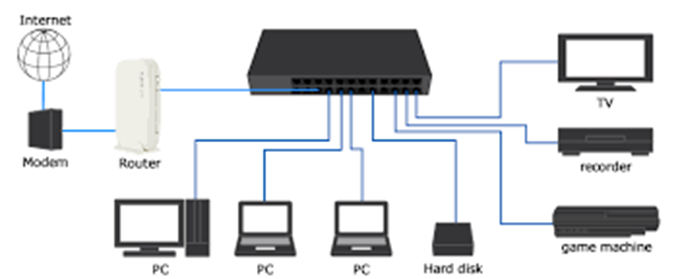 Internet
Modem
Router
TV
recorder
game machine
PC
PC
PC
Hard disk